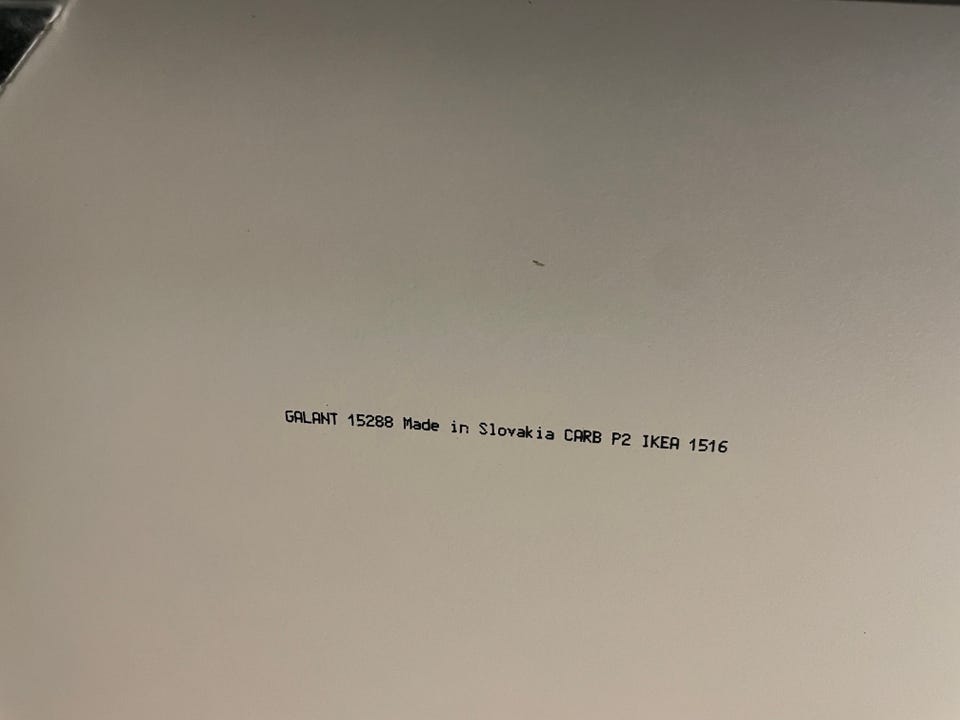 GALANT 15288 Made in Slovakia CARB P2 IKEA 1516